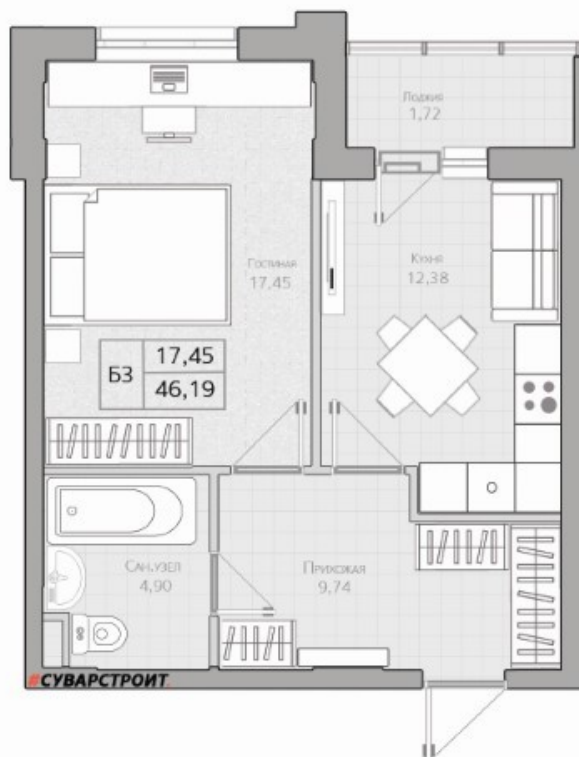 Лоджия
1,72
Гостиная
17,45
Кухня
12,38
Б3
17,45
46,19
Сан.узел
4,90
Прихожая
9,74
#СУВАРСТРОИТ.